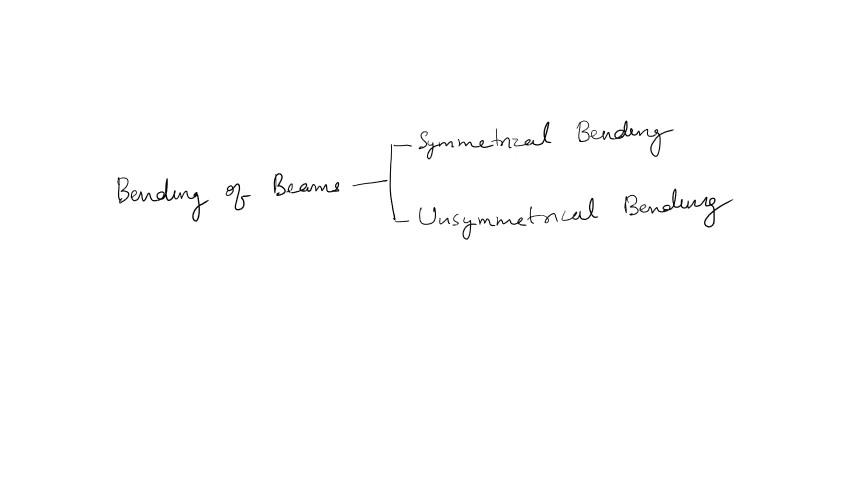 Symmetrical Bending
Bending of Beams
Unsymmetrical Bending